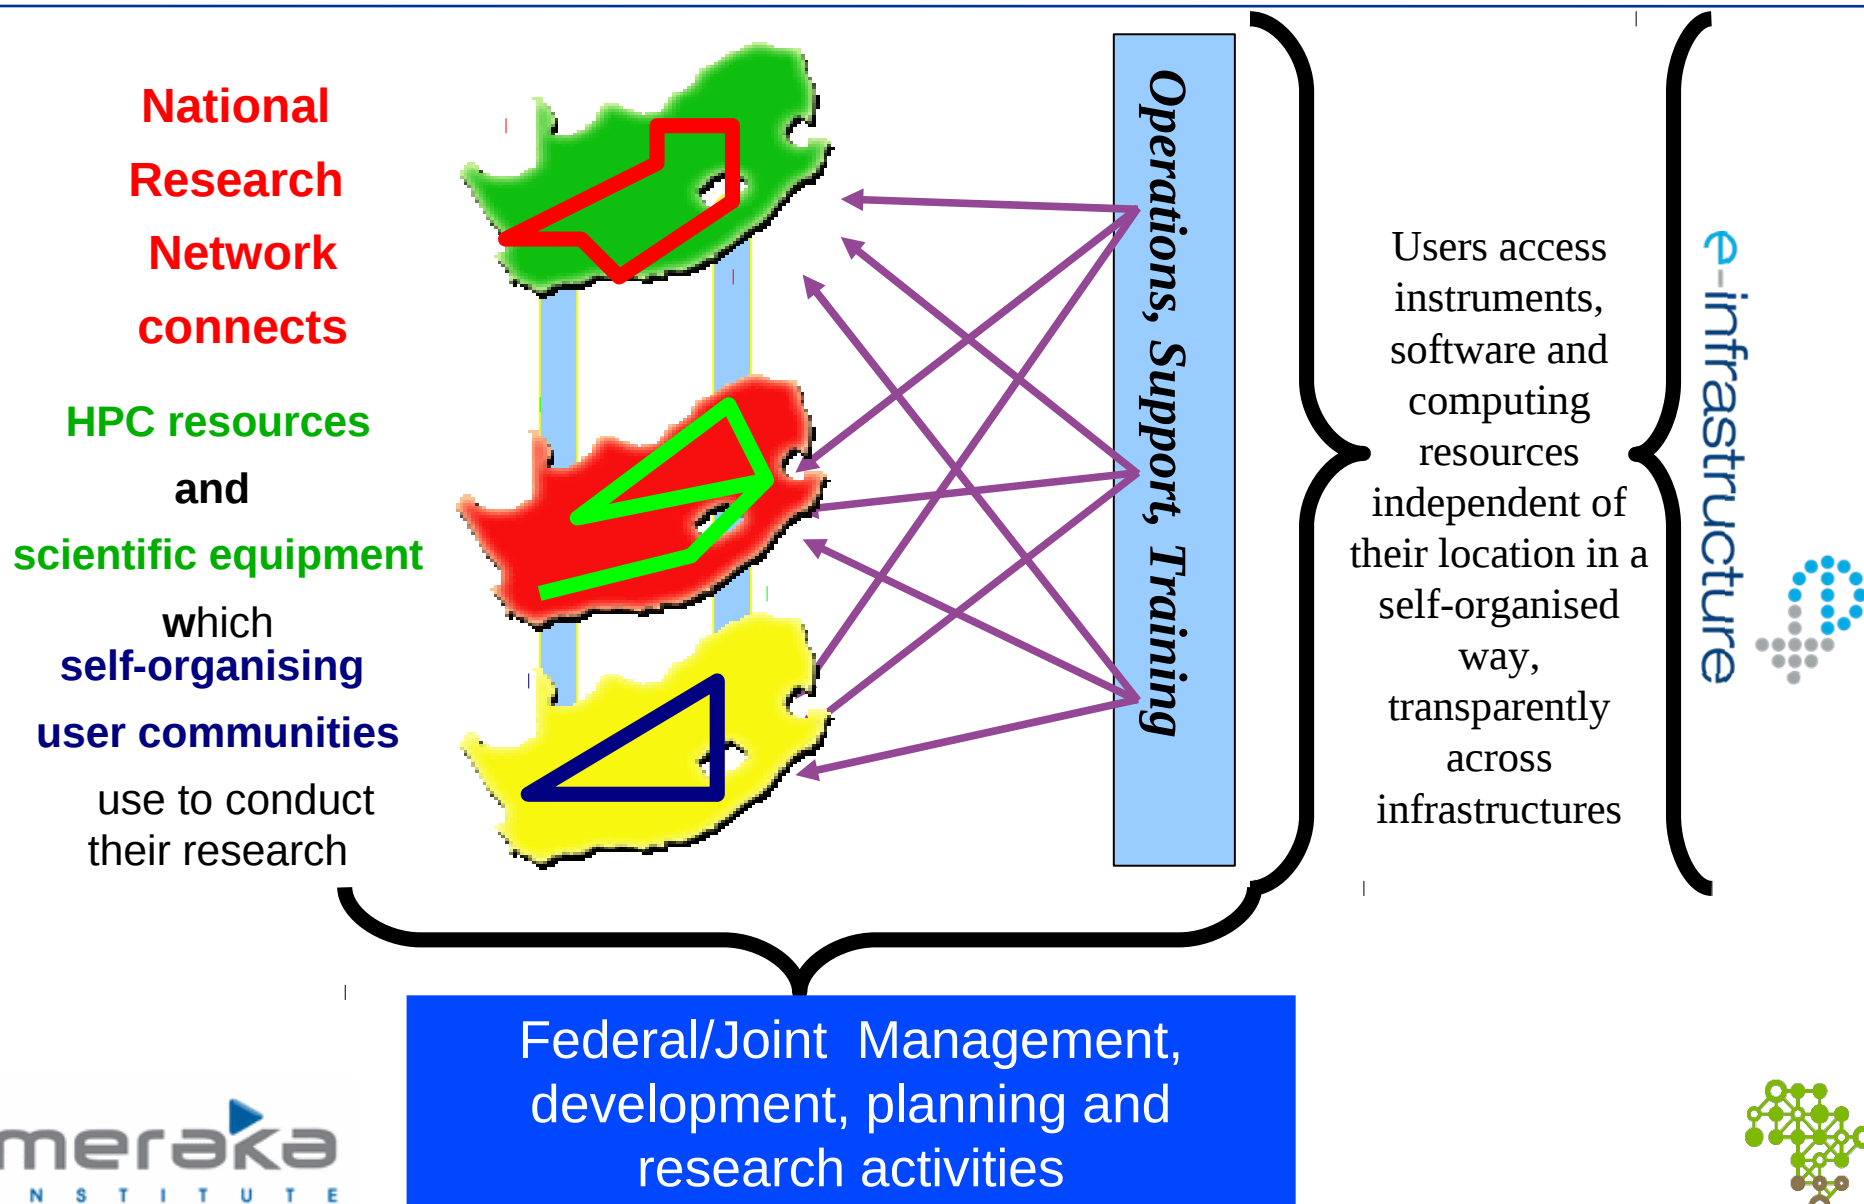 National
Research
Network
connects
HPC resources
and
scientific equipment
which
self-organising
user communities
use to conduct
their research
Operations, Support, Training
Users access
instruments,
software and
computing
resources
independent of
their location in a
self-organised
way,
transparently
across
infrastructures
e-infrastructure
Federal/Joint Management,
development, planning and
research activities
meraka
NSTITUTE